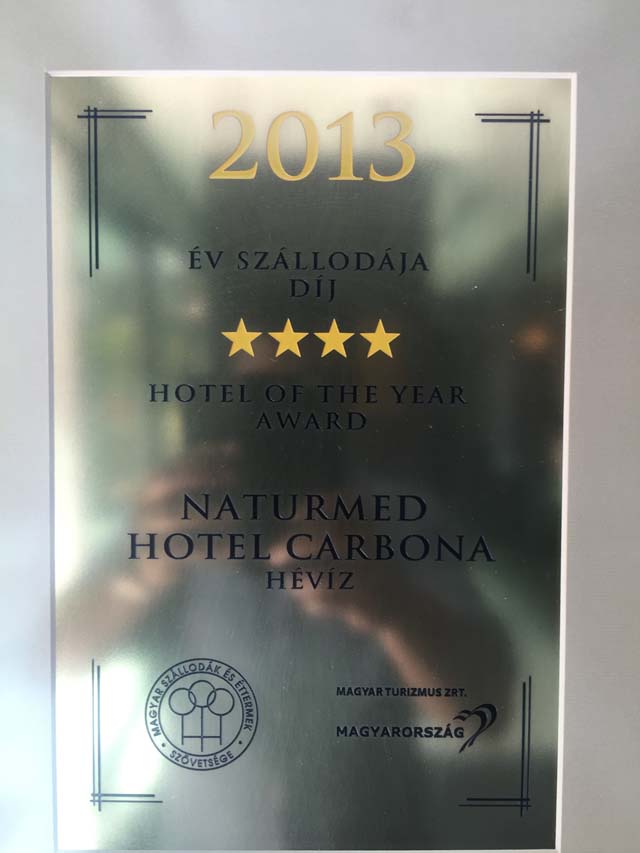 2013
ÉV SZÁLLODÁJA
DÍJ
HOTEL OF THE YEAR
AWARD
NATURMED
HOTEL CARBONA
HÉVÍZ
MAGYAR SZÁLLODÁK ÉS ÉTTERMEK
SZÖVETSÉGE
MAGYAR TURIZMUS ZRT.
MAGYARORSZÁG